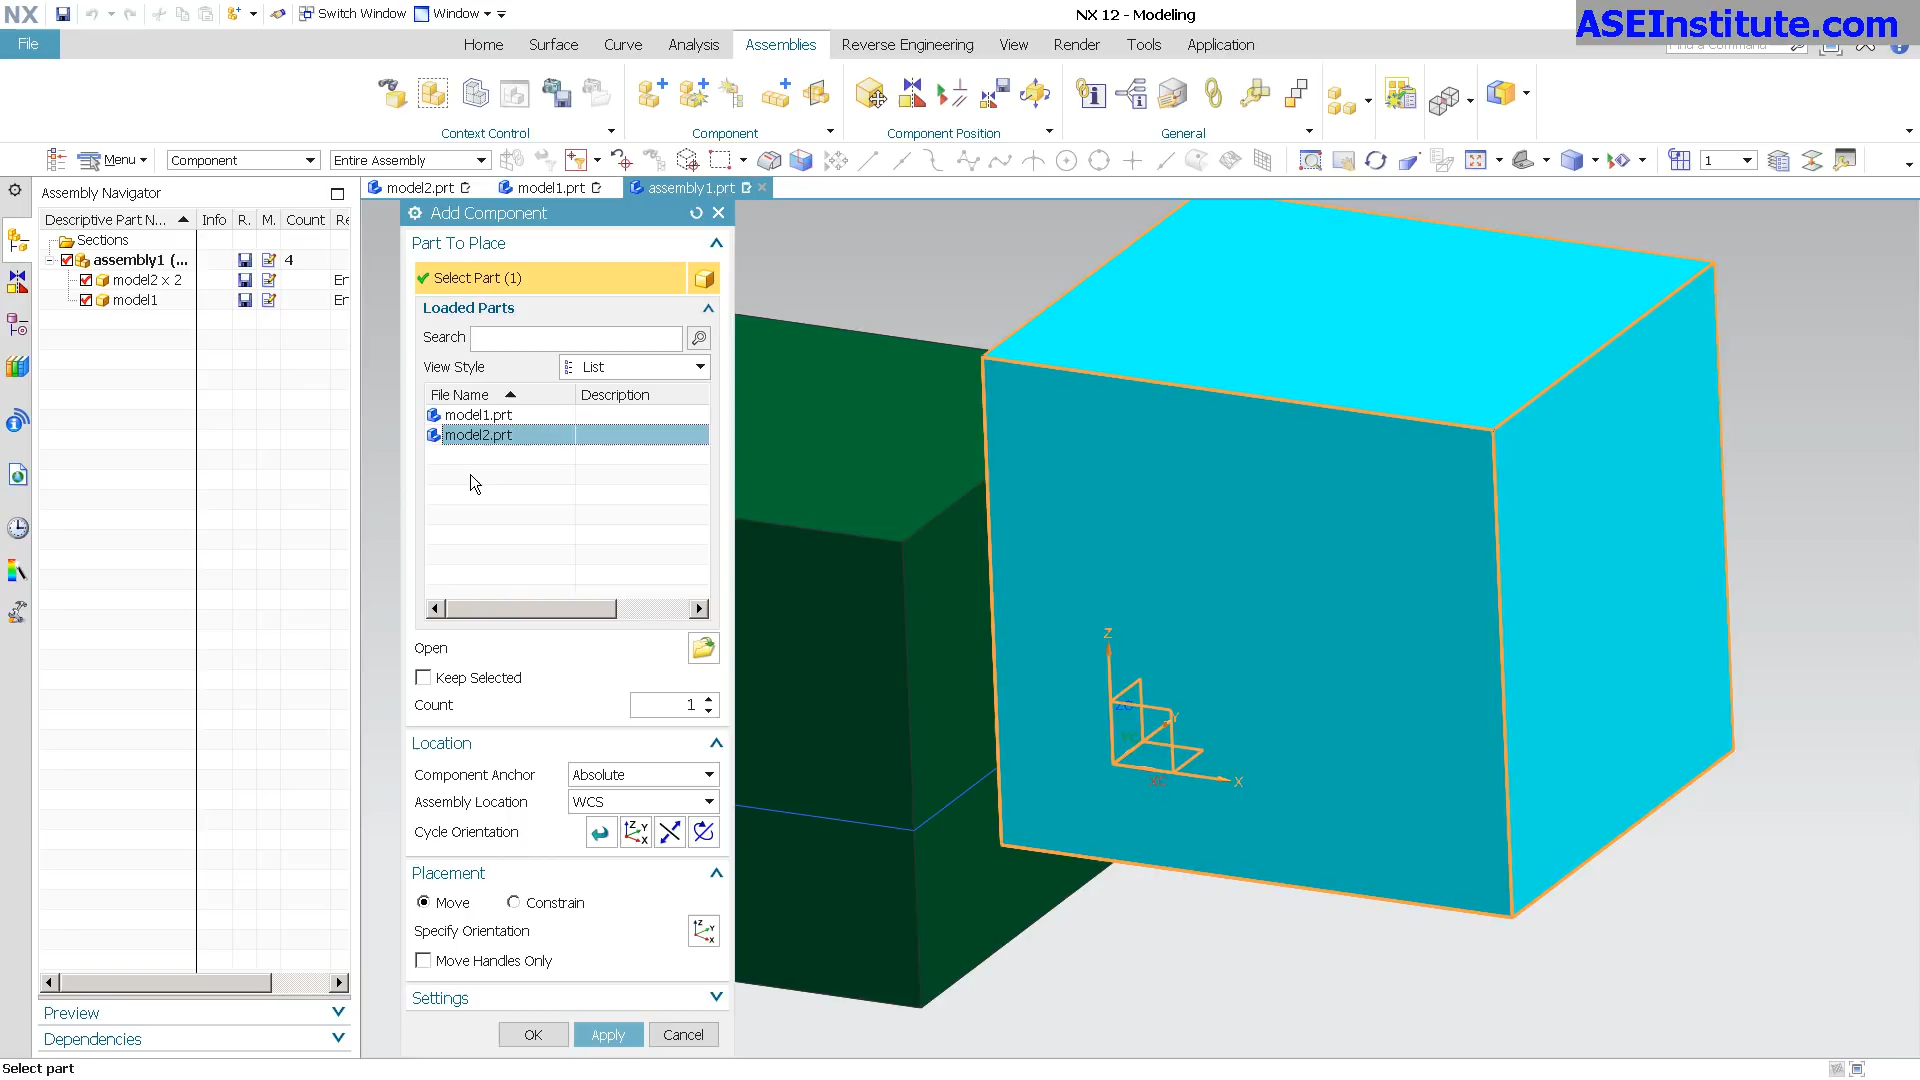 NX
Switch Window
Window
NX 12 - Modeling
ASEInstitute.com
File
Home
Surface
Curve
Analysis
Assemblies
Reverse Engineering
View
Render
Tools
Application
Find a Command
Context Control
Component
Component Position
General
Menu
Component
Entire Assembly
1
Assembly Navigator
model2.prt
model1.prt
assembly1.prt
Descriptive Part N...
Info
R.
M.
Count
Re
Sections
assembly1 (...
4
model2 x 2
Er
model1
Er
Add Component
Part To Place
Select Part (1)
Loaded Parts
Search
View Style
List
File Name
Description
model1.prt
model2.prt
Open
Keep Selected
Count
1
Location
Component Anchor
Absolute
Assembly Location
WCS
Cycle Orientation
Placement
Move
Constrain
Specify Orientation
Move Handles Only
Settings
OK
Apply
Cancel
Z
Y
X
Preview
Dependencies
Select part